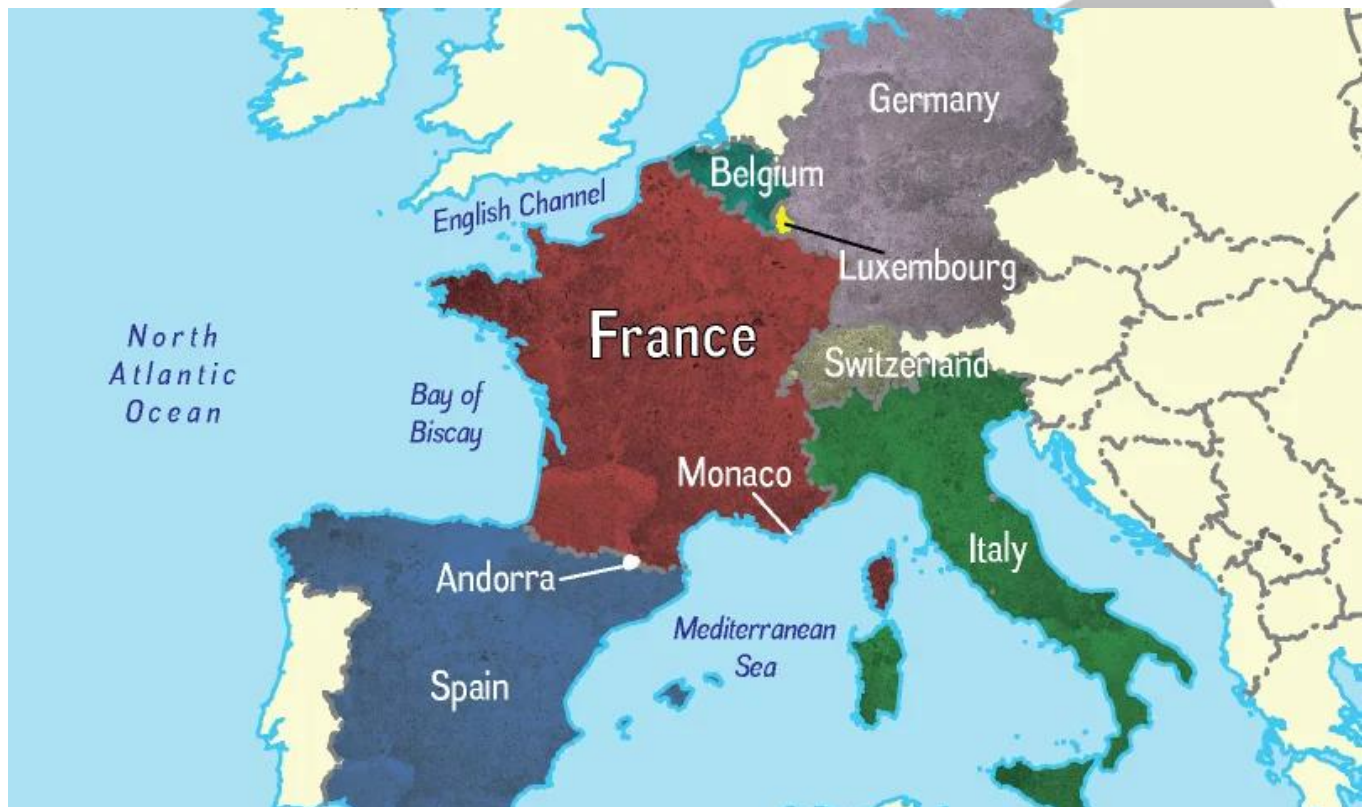 Germany
Belgium
English Channel
Luxembourg
France
North
Atlantic
Ocean
Switzerland
Bay of
Biscay
Monaco
Italy
Andorra
Mediterranean
Sea
Spain